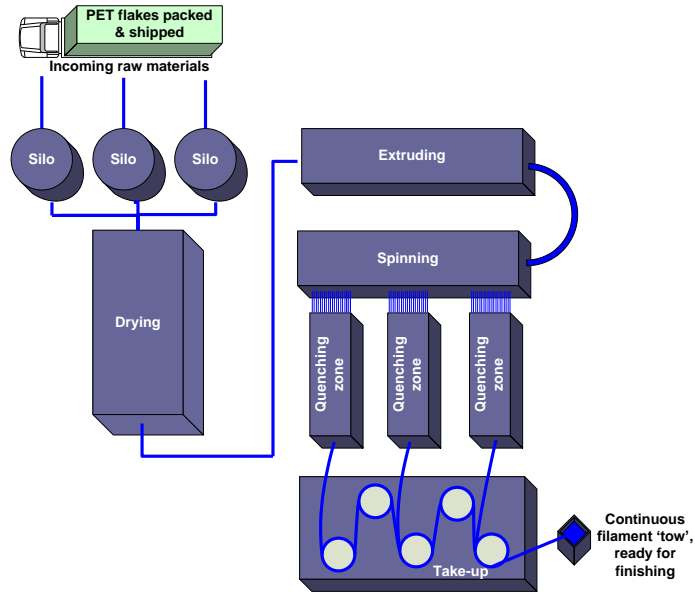 PET flakes packed
& shipped
Incoming raw materials
Silo
Silo
Silo
Extruding
Spinning
Drying
Quenching
zone
Quenching
zone
Quenching
zone
Take-up
Continuous
filament ‘tow’,
ready for
finishing